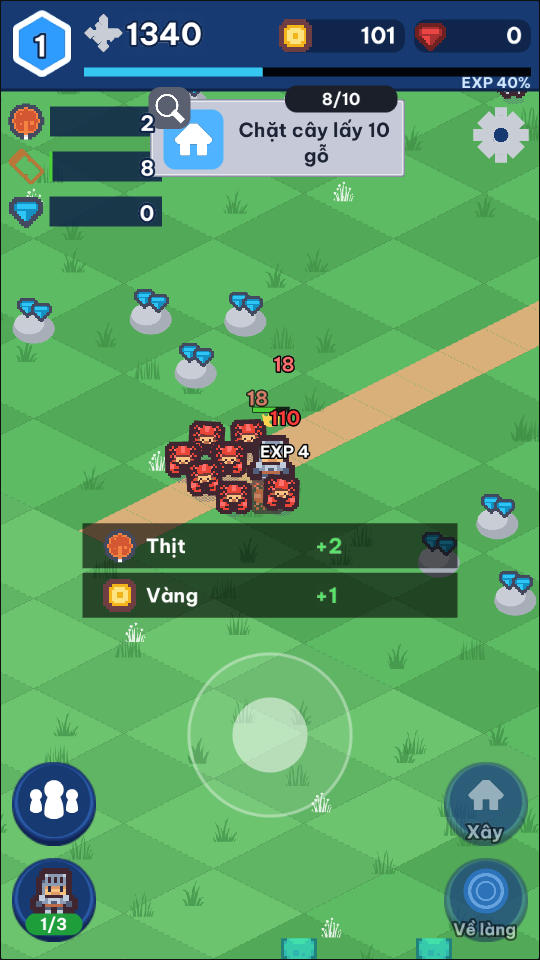 1
1340
101
0
EXP 40%
8/10
2
Chặt cây lấy 10
gỗ
8
0
18
18
110
EXP 4
Thịt +2
Vàng +1
Xây
1/3
Về làng